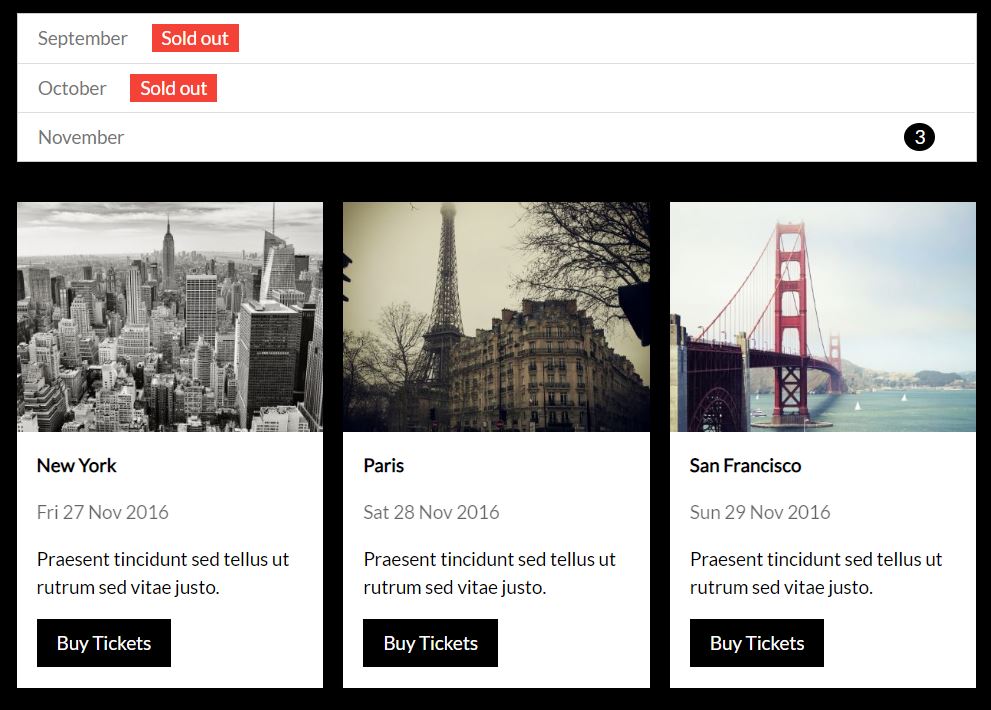 September Sold out
October Sold out
November 3
New York
Fri 27 Nov 2016
Praesent tincidunt sed tellus ut
rutrum sed vitae justo.
Buy Tickets
Paris
Sat 28 Nov 2016
Praesent tincidunt sed tellus ut
rutrum sed vitae justo.
Buy Tickets
San Francisco
Sun 29 Nov 2016
Praesent tincidunt sed tellus ut
rutrum sed vitae justo.
Buy Tickets